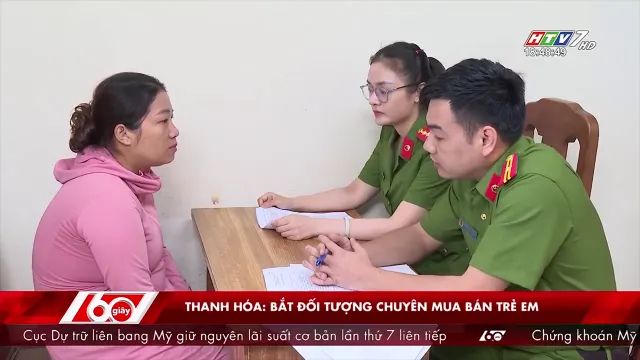 HTV7 HD
18:48:49
60 giây
THANH HÓA: BẮT ĐỐI TƯỢNG CHUYÊN MUA BÁN TRẺ EM
Cục Dự trữ liên bang Mỹ giữ nguyên lãi suất cơ bản lần thứ 7 liên tiếp 60 Chứng khoán Mỹ